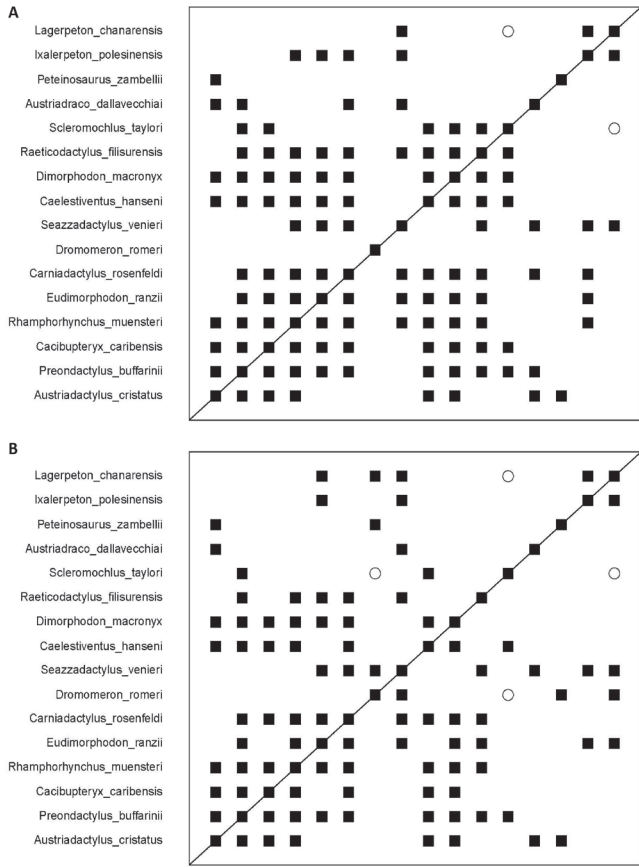 A
Lagerpeton_chanarensis
Ixalerpeton_polesinensis
Peteinosaurus_zambellii
Austriadraco_dallavecchiai
Scleromochlus_taylori
Raeticodactylus_filisurensis
Dimorphodon_macronyx
Caelestiventus_hanseni
Seazzadactylus_venieri
Dromomeron_romeri
Carniadactylus_rosenfeldi
Eudimorphodon_ranzii
Rhamphorhynchus_muensteri
Cacibupteryx_caribensis
Preondactylus_buffarinii
Austriadactylus_cristatus
B
Lagerpeton_chanarensis
Ixalerpeton_polesinensis
Peteinosaurus_zambellii
Austriadraco_dallavecchiai
Scleromochlus_taylori
Raeticodactylus_filisurensis
Dimorphodon_macronyx
Caelestiventus_hanseni
Seazzadactylus_venieri
Dromomeron_romeri
Carniadactylus_rosenfeldi
Eudimorphodon_ranzii
Rhamphorhynchus_muensteri
Cacibupteryx_caribensis
Preondactylus_buffarinii
Austriadactylus_cristatus